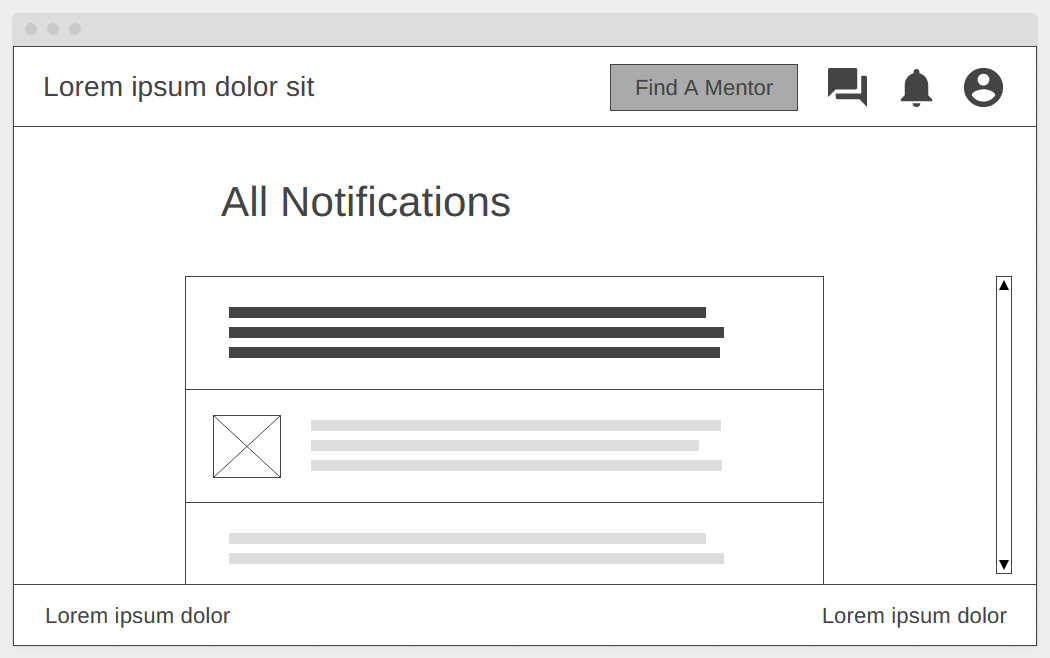 Lorem ipsum dolor sit
Find A Mentor
All Notifications
Lorem ipsum dolor
Lorem ipsum dolor